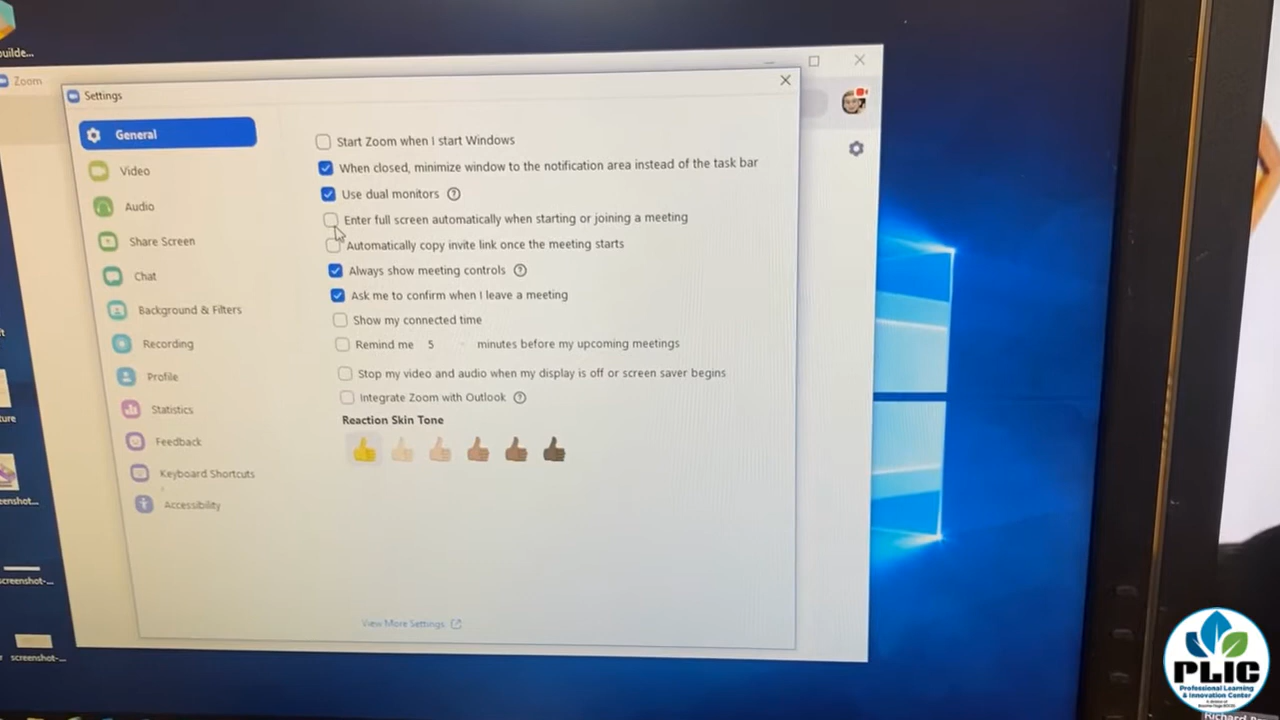 Zoom
Settings
General
Video
Audio
Share Screen
Chat
Background & Filters
Recording
Profile
Statistics
Feedback
Keyboard Shortcuts
Accessibility
Start Zoom when I start Windows
When closed, minimize window to the notification area instead of the task bar
Use dual monitors
Enter full screen automatically when starting or joining a meeting
Automatically copy invite link once the meeting starts
Always show meeting controls
Ask me to confirm when I leave a meeting
Show my connected time
Remind me 5 minutes before my upcoming meetings
Stop my video and audio when my display is off or screen saver begins
Integrate Zoom with Outlook
Reaction Skin Tone
View More Settings
screenshot-...
PLIC
Professional Learning
& Innovation Center